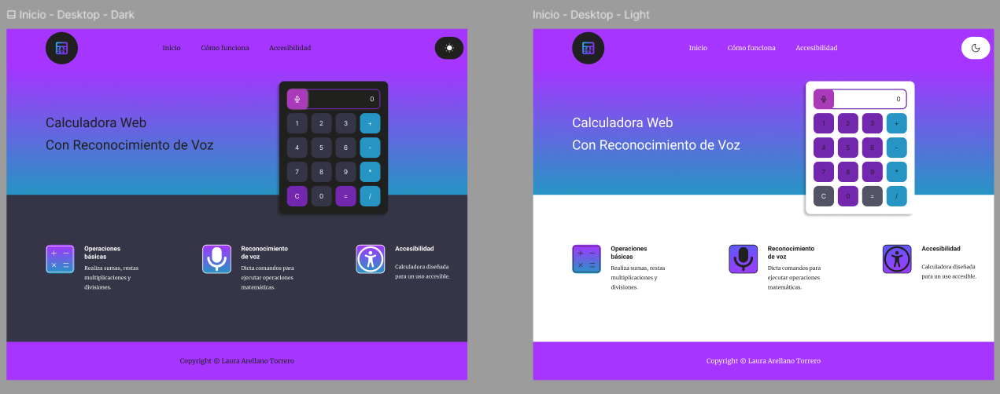 Inicio - Desktop - Dark
Inicio Cómo funciona Accesibilidad
Calculadora Web
Con Reconocimiento de Voz
0
1 2 3 +
4 5 6 -
7 8 9 *
C 0 = /
+ −
× =
Operaciones
básicas
Realiza sumas, restas
multiplicaciones y
divisiones.
Reconocimiento
de voz
Dicta comandos para
ejecutar operaciones
matemáticas.
Accesibilidad
Calculadora diseñada
para un uso accesible.
Copyright © Laura Arellano Torrero
Inicio - Desktop - Light
Inicio Cómo funciona Accesibilidad
Calculadora Web
Con Reconocimiento de Voz
0
1 2 3 +
4 5 6 -
7 8 9 *
C 0 = /
+ −
× =
Operaciones
básicas
Realiza sumas, restas
multiplicaciones y
divisiones.
Reconocimiento
de voz
Dicta comandos para
ejecutar operaciones
matemáticas.
Accesibilidad
Calculadora diseñada
para un uso accesible.
Copyright © Laura Arellano Torrero